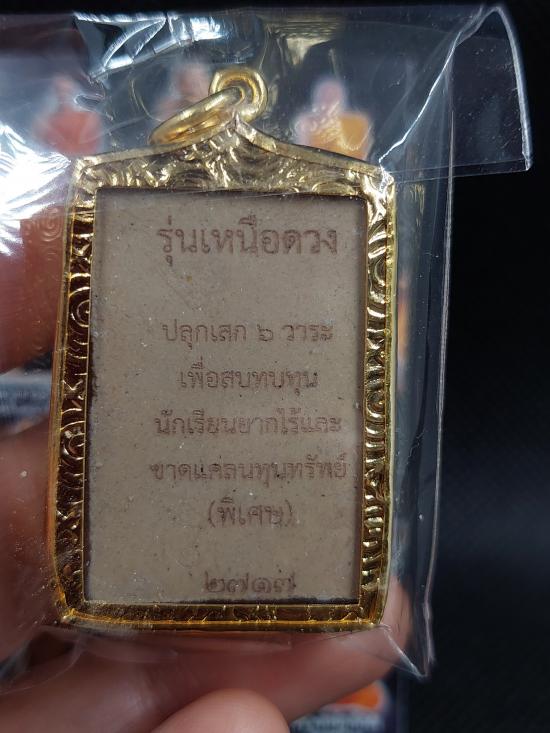 รุ่นเหนือดวง
ปลุกเสก ๖ วาระ
เพื่อสบทบทุน
นักเรียนยากไร้และ
ขาดแคลนทุนทรัพย์
(พิเศษ)
๒๗๑๗